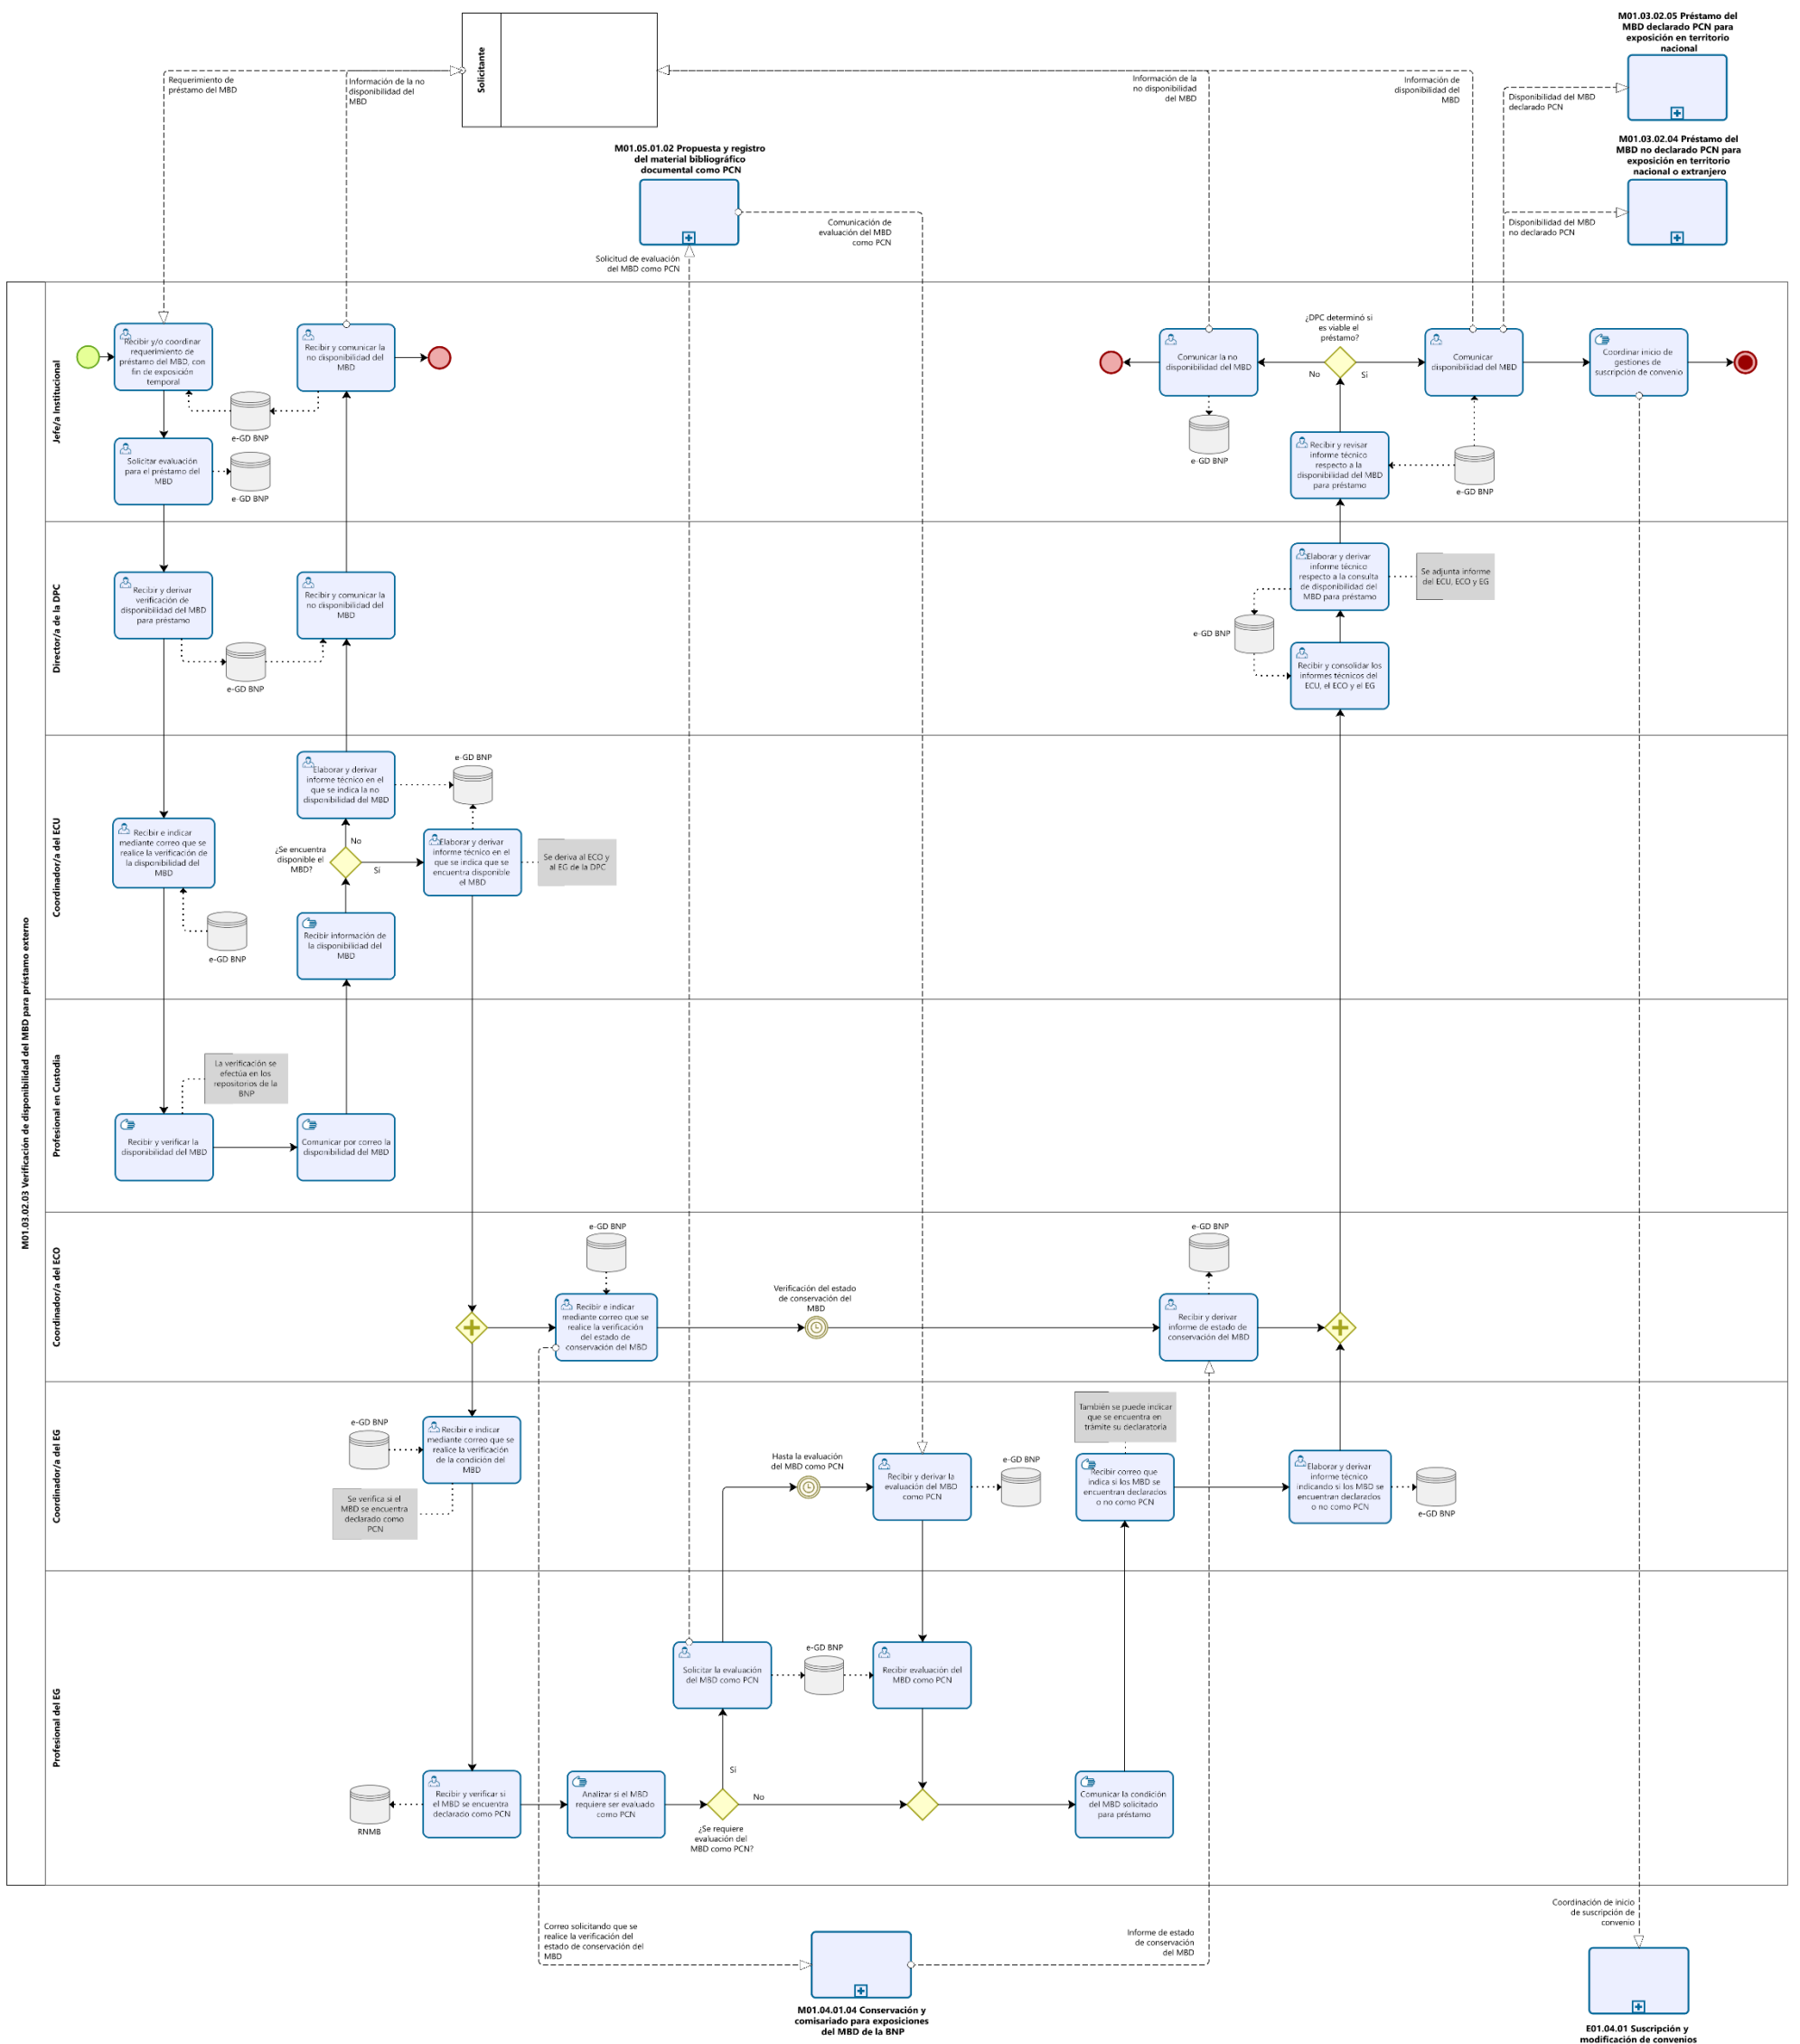 M01.03.02.05 Préstamo del
MBD declarado PCN para
exposición en territorio
nacional
Solicitante
Requerimiento de
préstamo del MBD
Información de la no
disponibilidad del
MBD
Información de la
no disponibilidad
del MBD
Información de
disponibilidad del
MBD
Disponibilidad del MBD
declarado PCN
M01.03.02.04 Préstamo del
MBD no declarado PCN para
exposición en territorio
nacional o extranjero
M01.05.01.02 Propuesta y registro
del material bibliográfico
documental como PCN
Comunicación de
evaluación del MBD
como PCN
Disponibilidad del MBD
no declarado PCN
Solicitud de evaluación
del MBD como PCN
M01.03.02.03 Verificación de disponibilidad del MBD para préstamo externo
Jefe/a Institucional
Recibir y/o coordinar
requerimiento de
préstamo del MBD, con
fin de exposición
temporal
Recibir y comunicar la
no disponibilidad del
MBD
e-GD BNP
Solicitar evaluación
para el préstamo del
MBD
e-GD BNP
Comunicar la no
disponibilidad del MBD
e-GD BNP
¿DPC determinó si
es viable el
préstamo?
No
Sí
Comunicar
disponibilidad del MBD
Coordinar inicio de
gestiones de
suscripción de convenio
Recibir y revisar
informe técnico
respecto a la
disponibilidad del MBD
para préstamo
e-GD BNP
Director/a de la DPC
Recibir y derivar
verificación de
disponibilidad del MBD
para préstamo
Recibir y comunicar la
no disponibilidad del
MBD
e-GD BNP
Elaborar y derivar
informe técnico
respecto a la consulta
de disponibilidad del
MBD para préstamo
Se adjunta informe
del ECU, ECO y EG
e-GD BNP
Recibir y consolidar los
informes técnicos del
ECU, el ECO y el EG
Coordinador/a del ECU
Elaborar y derivar
informe técnico en el
que se indica la no
disponibilidad del MBD
e-GD BNP
Recibir e indicar
mediante correo que se
realice la verificación de
la disponibilidad del
MBD
¿Se encuentra
disponible el
MBD?
No
Sí
Elaborar y derivar
informe técnico en el
que se indica que se
encuentra disponible
el MBD
Se deriva al ECO y
al EG de la DPC
e-GD BNP
Recibir información de
la disponibilidad del
MBD
Profesional en Custodia
La verificación se
efectúa en los
repositorios de la
BNP
Recibir y verificar la
disponibilidad del MBD
Comunicar por correo la
disponibilidad del MBD
Coordinador/a del ECO
e-GD BNP
Recibir e indicar
mediante correo que se
realice la verificación
del estado de
conservación del MBD
Verificación del estado
de conservación del
MBD
e-GD BNP
Recibir y derivar
informe de estado de
conservación del MBD
Coordinador/a del EG
e-GD BNP
Recibir e indicar
mediante correo que se
realice la verificación
de la condición del
MBD
Se verifica si el
MBD se encuentra
declarado como
PCN
Hasta la evaluación
del MBD como PCN
Recibir y derivar la
evaluación del MBD
como PCN
e-GD BNP
También se puede indicar
que se encuentra en
trámite su declaratoria
Recibir correo que
indica si los MBD se
encuentran declarados
o no como PCN
Elaborar y derivar
informe técnico
indicando si los MBD se
encuentran declarados
o no como PCN
e-GD BNP
Profesional del EG
Solicitar la evaluación
del MBD como PCN
e-GD BNP
Recibir evaluación del
MBD como PCN
RNMB
Recibir y verificar si
el MBD se encuentra
declarado como PCN
Analizar si el MBD
requiere ser evaluado
como PCN
Sí
No
¿Se requiere
evaluación del
MBD como PCN?
Comunicar la condición
del MBD solicitado
para préstamo
Correo solicitando que se
realice la verificación del
estado de conservación del
MBD
M01.04.01.04 Conservación y
comisariado para exposiciones
del MBD de la BNP
Informe de estado
de conservación
del MBD
Coordinación de inicio
de suscripción de
convenio
E01.04.01 Suscripción y
modificación de convenios